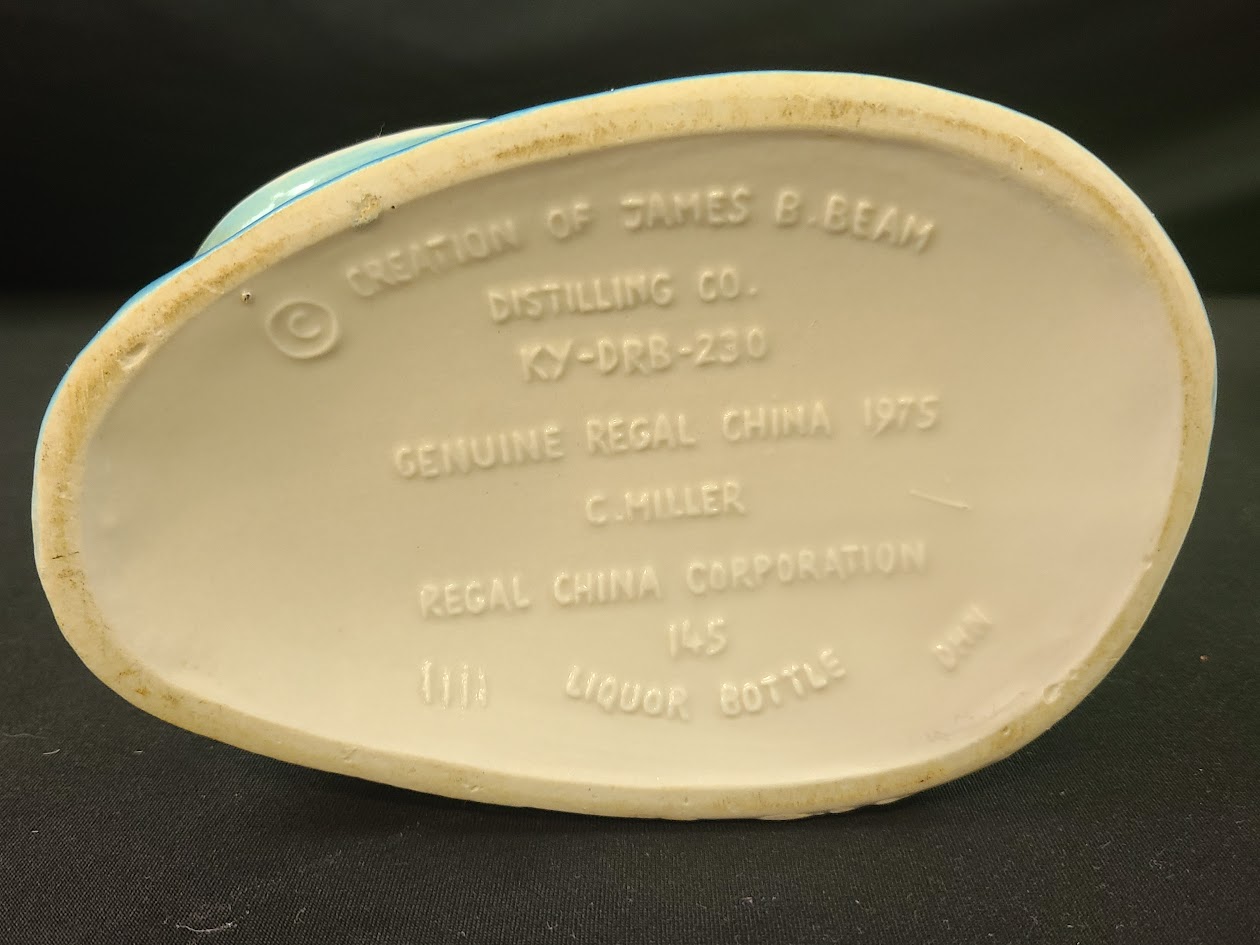 © CREATION OF JAMES B. BEAM
DISTILLING CO.
KY-DRB-230
GENUINE REGAL CHINA 1975
C. MILLER
REGAL CHINA CORPORATION
145
LIQUOR BOTTLE